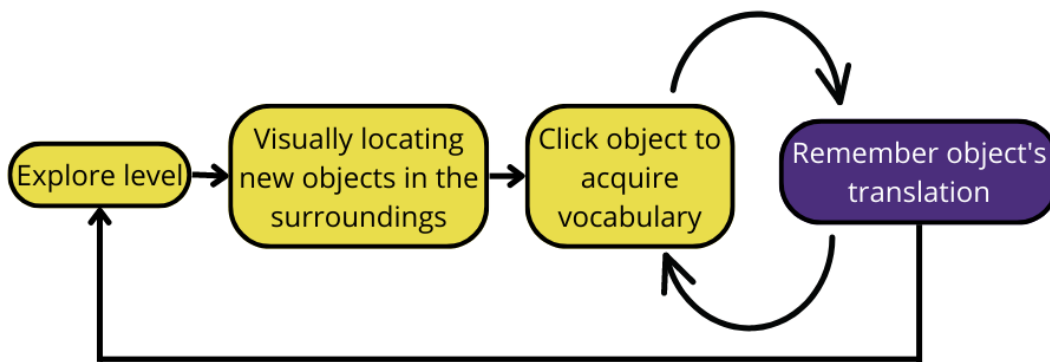 Explore level
Visually locating
new objects in the
surroundings
Click object to
acquire
vocabulary
Remember object's
translation